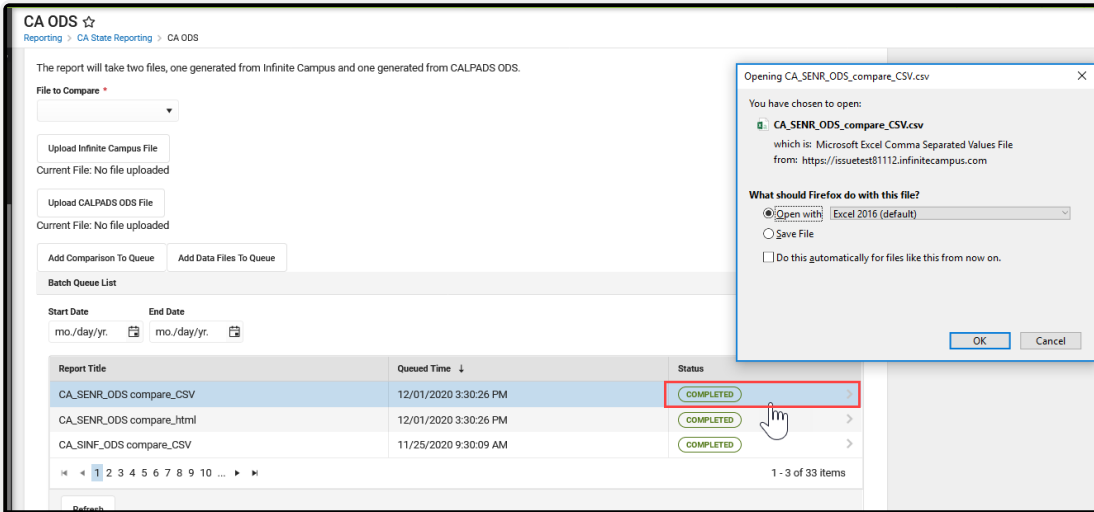 CA ODS
Reporting > CA State Reporting > CA ODS
The report will take two files, one generated from Infinite Campus and one generated from CALPADS ODS.
File to Compare *
Upload Infinite Campus File
Current File: No file uploaded
Upload CALPADS ODS File
Current File: No file uploaded
Add Comparison To Queue Add Data Files To Queue
Batch Queue List
Start Date End Date
mo./day/yr. mo./day/yr.
Report Title Queued Time ↓ Status
CA_SENR_ODS compare_CSV 12/01/2020 3:30:26 PM COMPLETED
CA_SENR_ODS compare_html 12/01/2020 3:30:26 PM COMPLETED
CA_SINF_ODS compare_CSV 11/25/2020 9:30:09 AM COMPLETED
1 2 3 4 5 6 7 8 9 10 ... 1 - 3 of 33 items
Refresh
Opening CA_SENR_ODS_compare_CSV.csv
You have chosen to open:
CA_SENR_ODS_compare_CSV.csv
which is: Microsoft Excel Comma Separated Values File
from: https://issuetest81112.infinitecampus.com
What should Firefox do with this file?
Open with Excel 2016 (default)
Save File
Do this automatically for files like this from now on.
OK Cancel